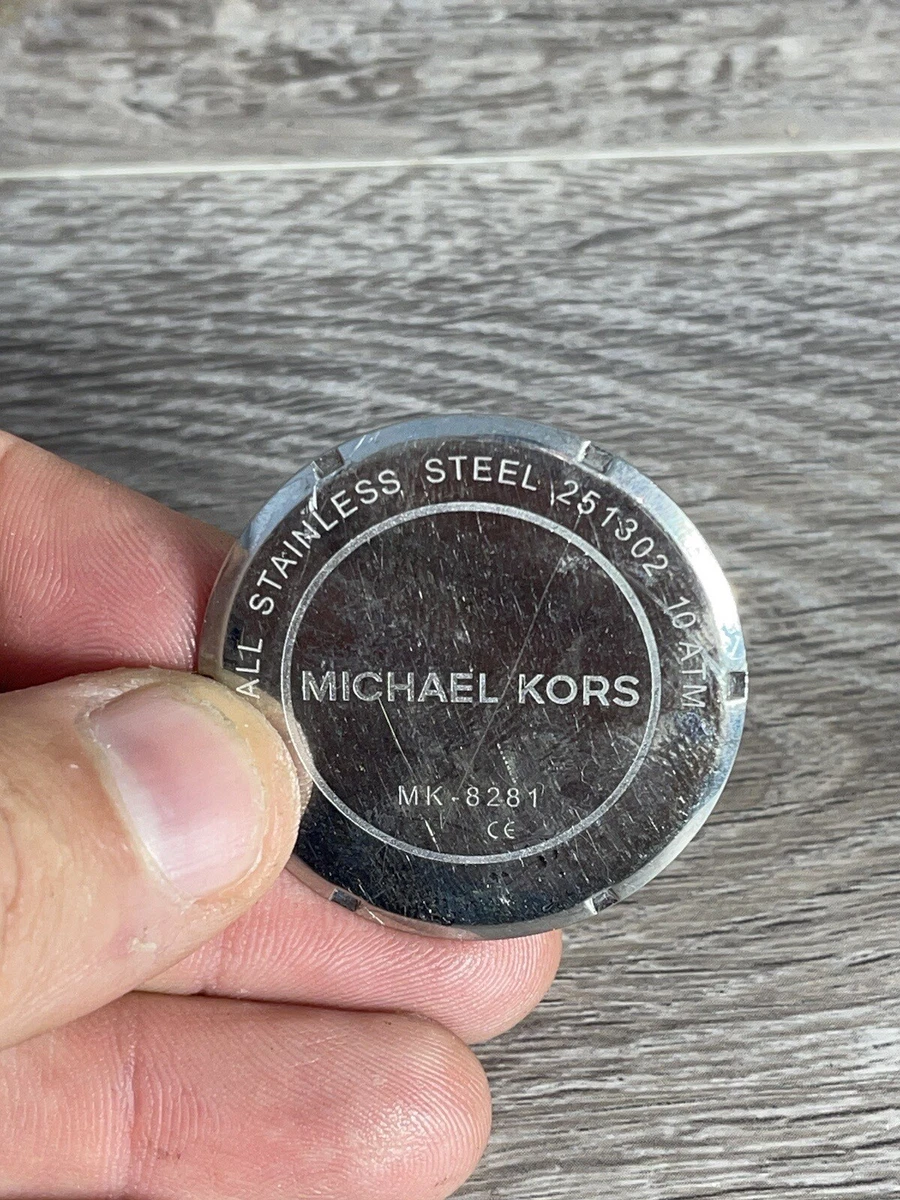 ALL STAINLESS STEEL 251302 10 ATM
MICHAEL KORS
MK-8281
CE